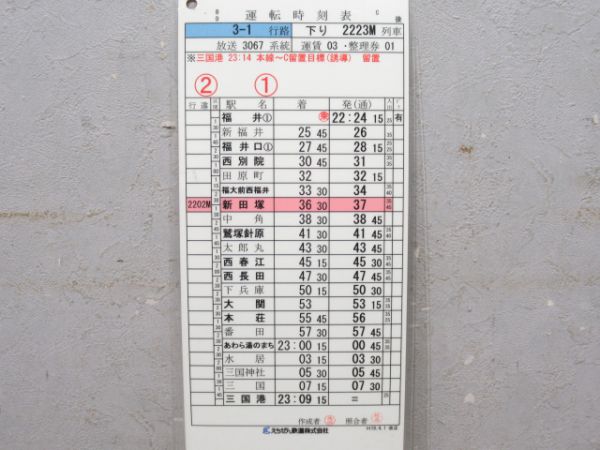 運転時刻表 C 後
3-1 行路 下り 2223M 列車
放送 3067 系統 運賃 03・整理券 01
※三国港 23:14 本線〜C留置目標(誘導) 留置
② ①
行違 駅名 着 発(通)
福井① 22:24 15 有
新福井 25 45 26
福井口① 27 45 28 15
西別院 30 45 31
田原町 32 32 15
福大前西福井 33 30 34
2202M 新田塚 36 30 37
中角 38 30 38 45
鷲塚針原 41 30 41 45
太郎丸 43 30 43 45
西春江 45 15 45 30
西長田 47 30 47 45
下兵庫 50 15 50 30
大関 53 53 15
本荘 55 45 56
番田 57 30 57 45
あわら湯のまち 23:00 15 00 45
水居 03 15 03 30
三国神社 05 30 05 45
三国 07 15 07 30
三国港 23:09 15 =
作成者 照合者
えちぜん鉄道株式会社